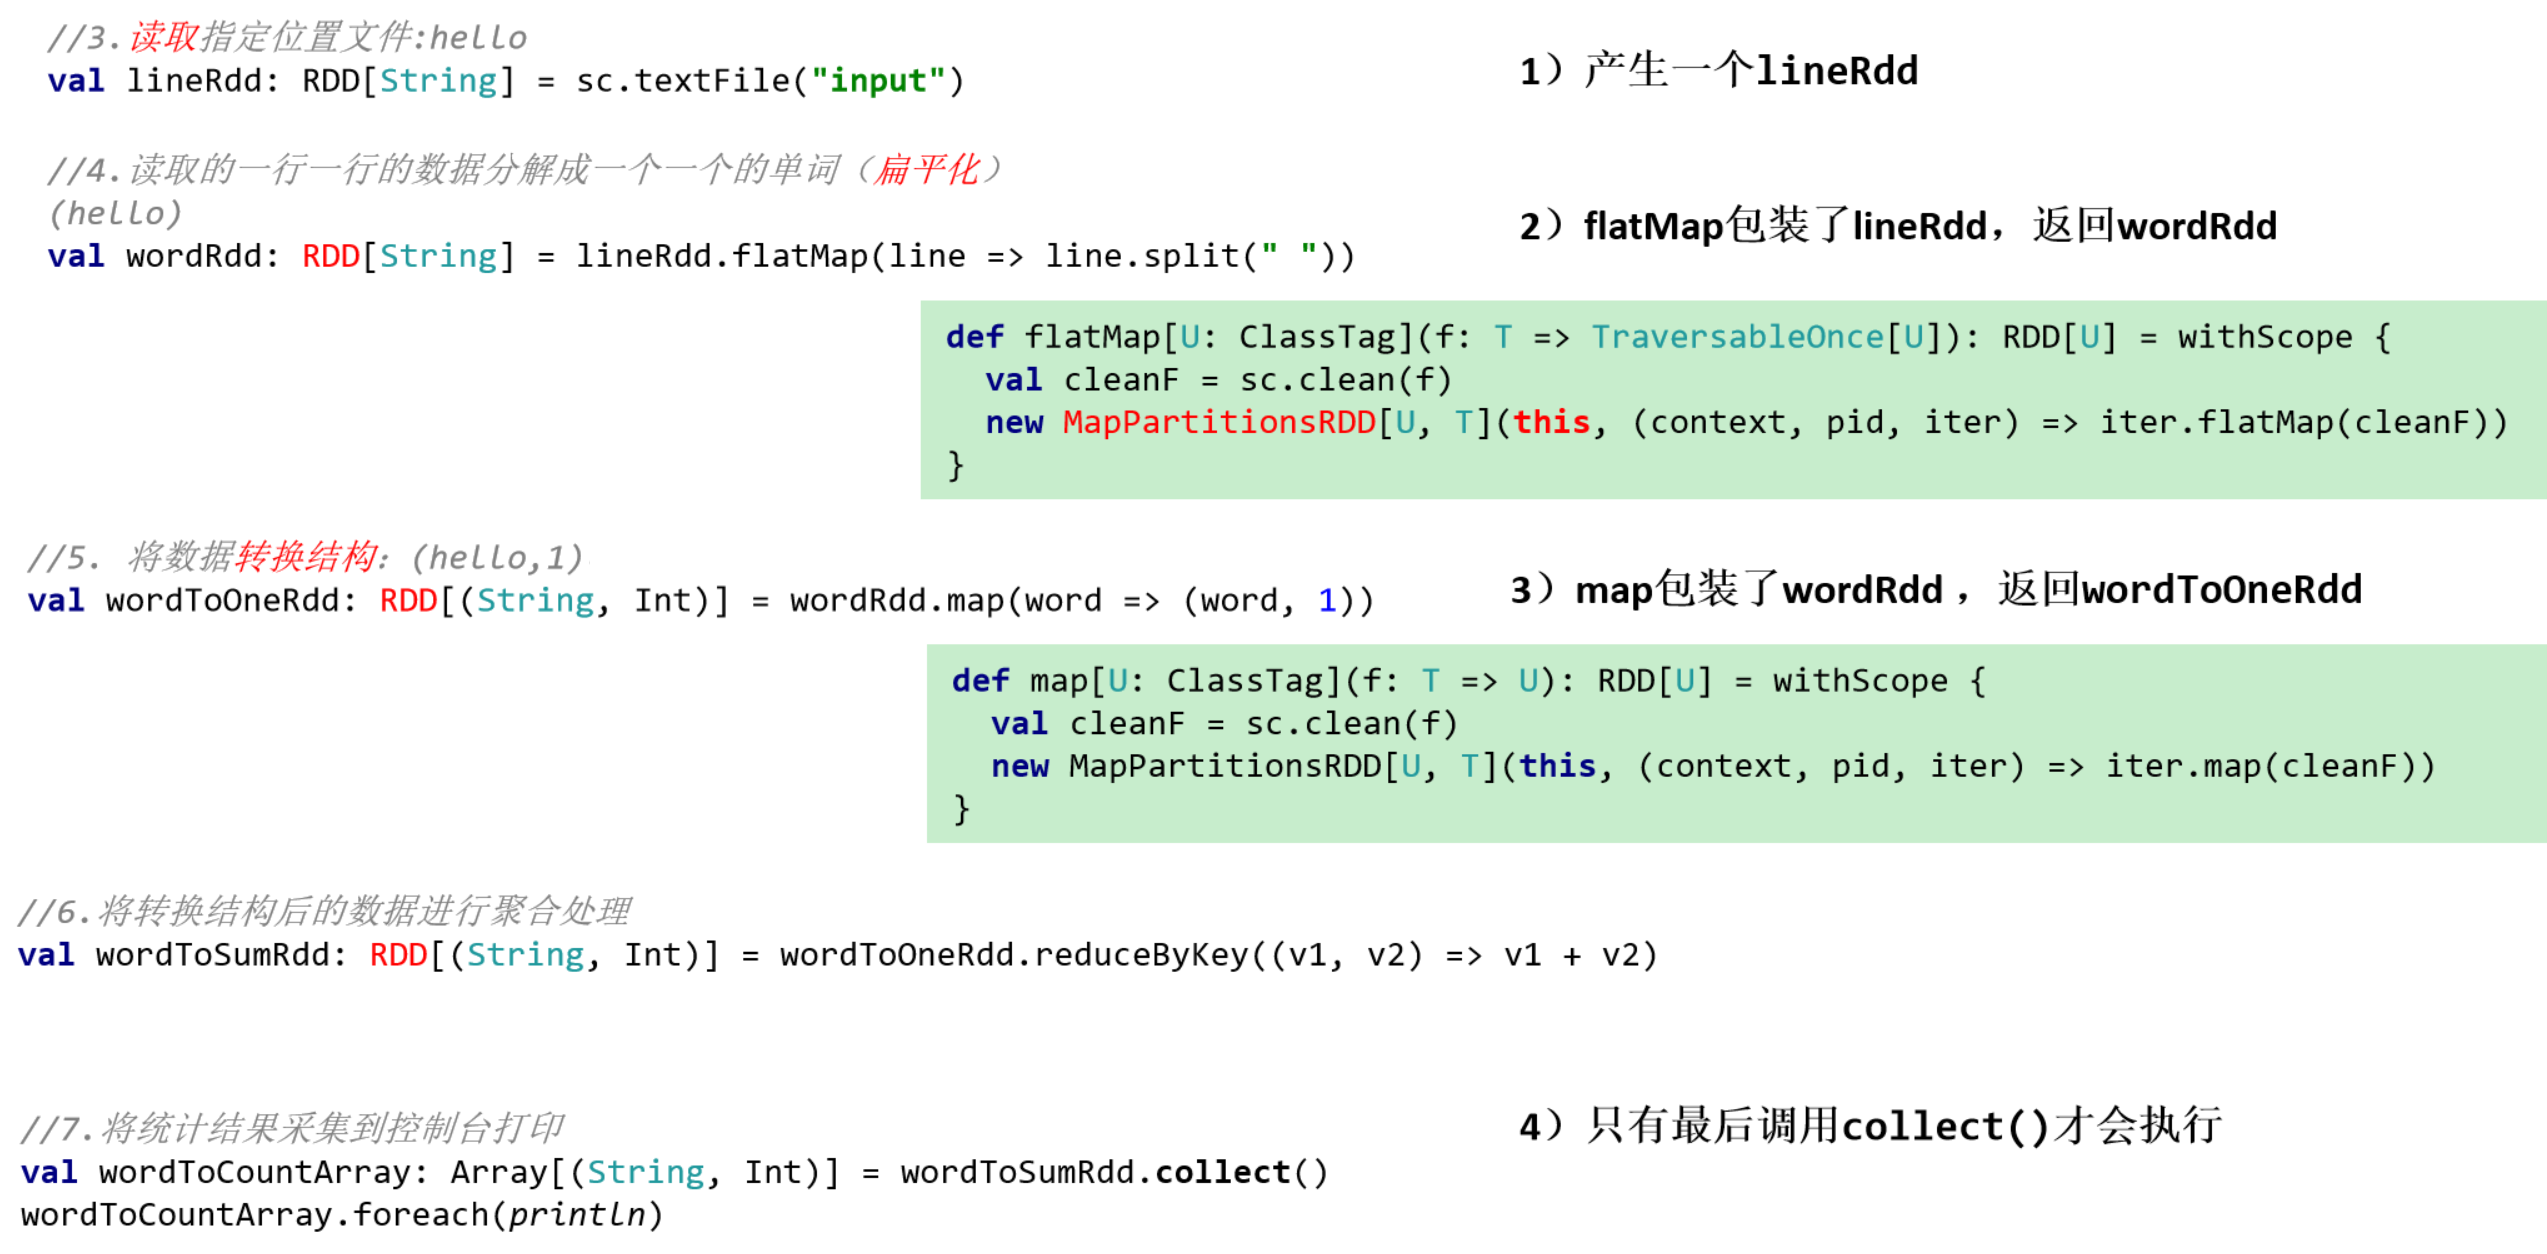 //3.读取指定位置文件:hello
val lineRdd: RDD[String] = sc.textFile("input")
1）产生一个lineRdd
//4.读取的一行一行的数据分解成一个一个的单词（扁平化）
(hello)
val wordRdd: RDD[String] = lineRdd.flatMap(line => line.split(" "))
2）flatMap包装了lineRdd，返回wordRdd
def flatMap[U: ClassTag](f: T => TraversableOnce[U]): RDD[U] = withScope {
  val cleanF = sc.clean(f)
  new MapPartitionsRDD[U, T](this, (context, pid, iter) => iter.flatMap(cleanF))
}
//5. 将数据转换结构：(hello,1)
val wordToOneRdd: RDD[(String, Int)] = wordRdd.map(word => (word, 1))
3）map包装了wordRdd ，返回wordToOneRdd
def map[U: ClassTag](f: T => U): RDD[U] = withScope {
  val cleanF = sc.clean(f)
  new MapPartitionsRDD[U, T](this, (context, pid, iter) => iter.map(cleanF))
}
//6.将转换结构后的数据进行聚合处理
val wordToSumRdd: RDD[(String, Int)] = wordToOneRdd.reduceByKey((v1, v2) => v1 + v2)
//7.将统计结果采集到控制台打印
val wordToCountArray: Array[(String, Int)] = wordToSumRdd.collect()
wordToCountArray.foreach(println)
4）只有最后调用collect()才会执行